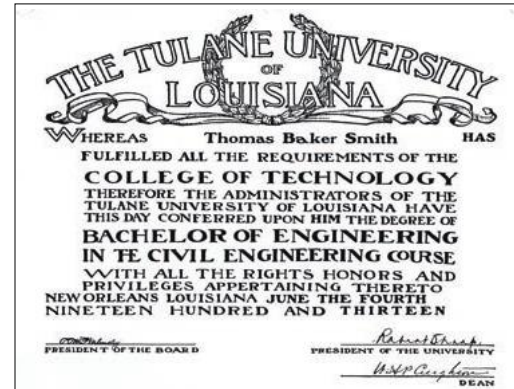 THE TULANE UNIVERSITY
OF
LOUISIANA
WHEREAS Thomas Baker Smith HAS
FULFILLED ALL THE REQUIREMENTS OF THE
COLLEGE OF TECHNOLOGY
THEREFORE THE ADMINISTRATORS OF THE
TULANE UNIVERSITY OF LOUISIANA HAVE
THIS DAY CONFERRED UPON HIM THE DEGREE OF
BACHELOR OF ENGINEERING
IN THE CIVIL ENGINEERING COURSE
WITH ALL THE RIGHTS HONORS AND
PRIVILEGES APPERTAINING THERETO
NEW ORLEANS LOUISIANA JUNE THE FOURTH
NINETEEN HUNDRED AND THIRTEEN
Robert Sharp
PRESIDENT OF THE BOARD PRESIDENT OF THE UNIVERSITY
DEAN